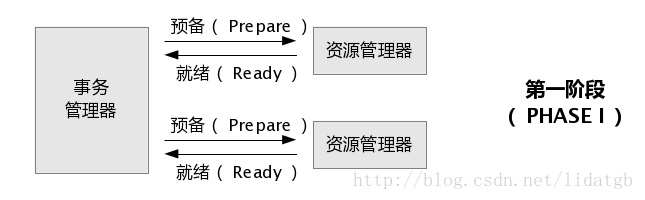 预备（ Prepare ）
资源管理器
就绪（ Ready ）
事务
管理器
第一阶段
（ PHASE I ）
预备（ Prepare ）
资源管理器
就绪（ Ready ）
http://blog.csdn.net/lidatgb